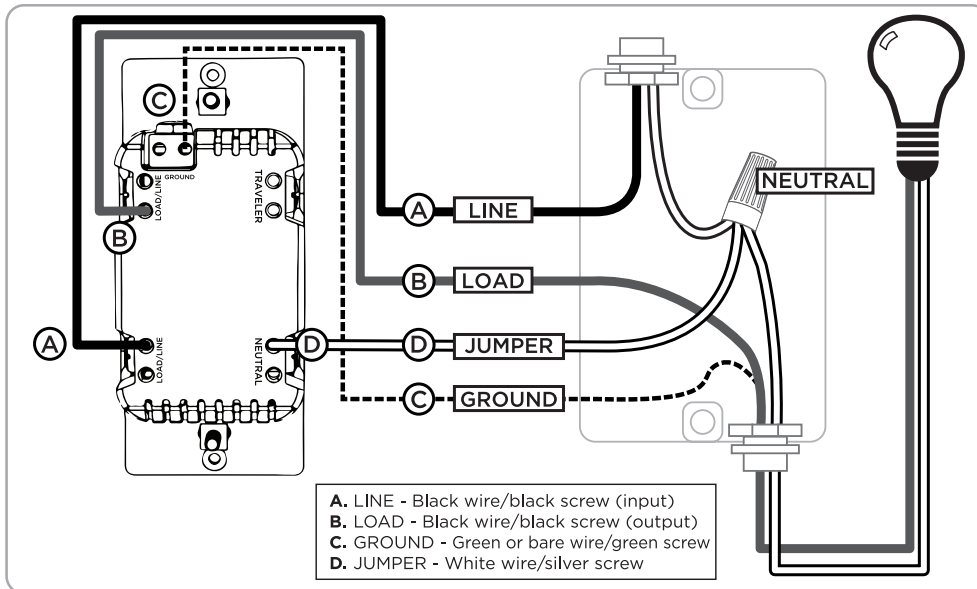 C
GROUND
LOAD/LINE
TRAVELER
B
A
LOAD/LINE
NEUTRAL
D
A LINE
B LOAD
D JUMPER
C GROUND
NEUTRAL
A. LINE - Black wire/black screw (input)
B. LOAD - Black wire/black screw (output)
C. GROUND - Green or bare wire/green screw
D. JUMPER - White wire/silver screw